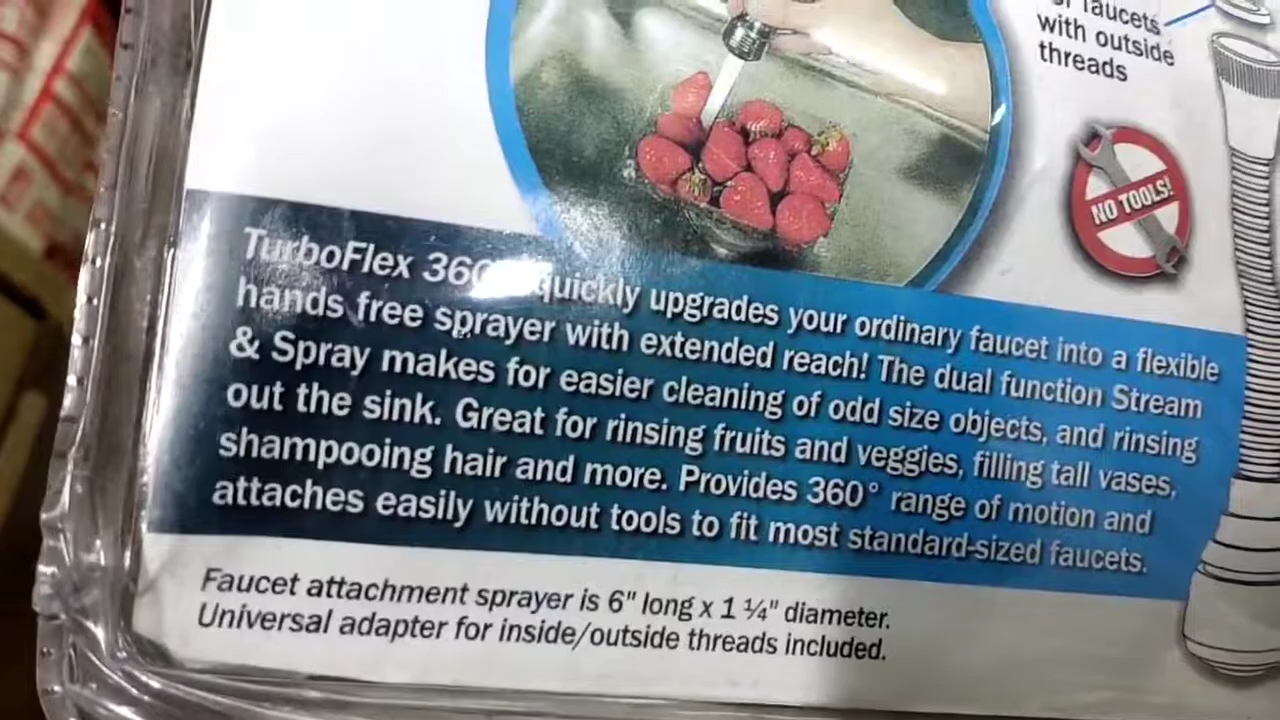 faucets
with outside
threads
NO TOOLS!
TurboFlex 360 quickly upgrades your ordinary faucet into a flexible
hands free sprayer with extended reach! The dual function Stream
& Spray makes for easier cleaning of odd size objects, and rinsing
out the sink. Great for rinsing fruits and veggies, filling tall vases,
shampooing hair and more. Provides 360° range of motion and
attaches easily without tools to fit most standard-sized faucets.
Faucet attachment sprayer is 6" long x 1 ¼" diameter.
Universal adapter for inside/outside threads included.